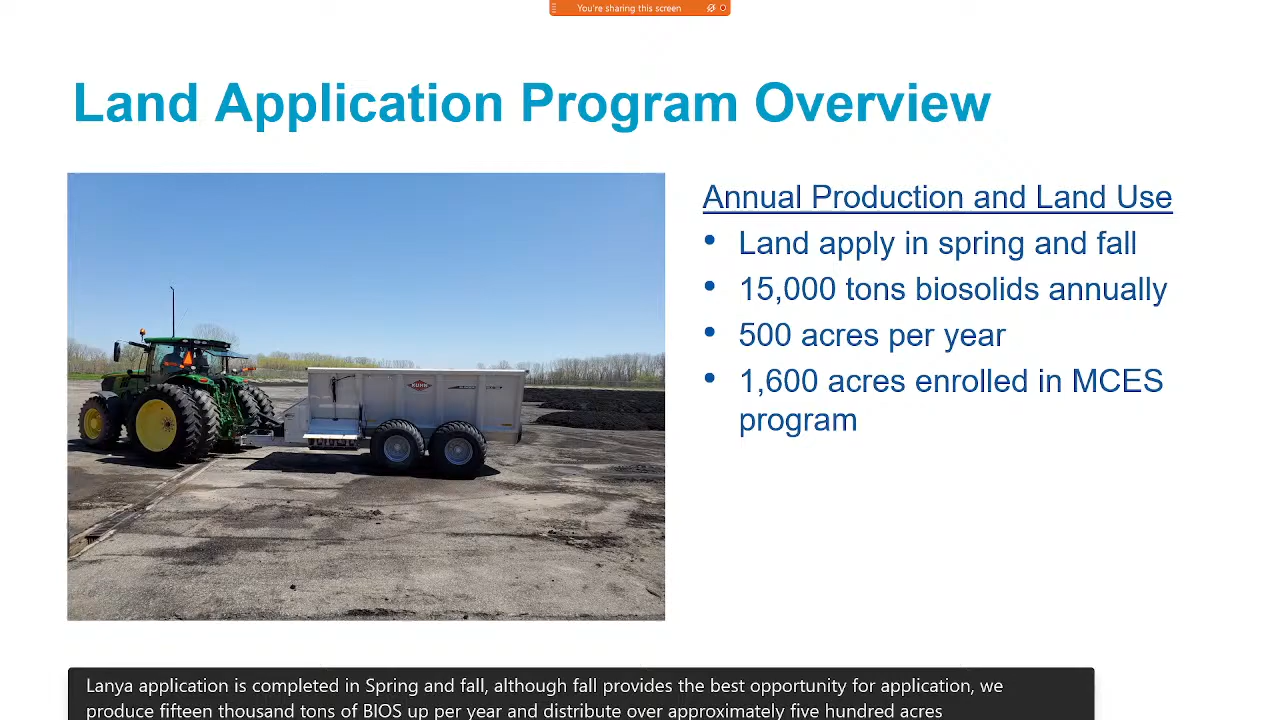 You're sharing this screen
Land Application Program Overview
Annual Production and Land Use
• Land apply in spring and fall
• 15,000 tons biosolids annually
• 500 acres per year
• 1,600 acres enrolled in MCES
program
KUHN
Lanya application is completed in Spring and fall, although fall provides the best opportunity for application, we
produce fifteen thousand tons of BIOS up per year and distribute over approximately five hundred acres